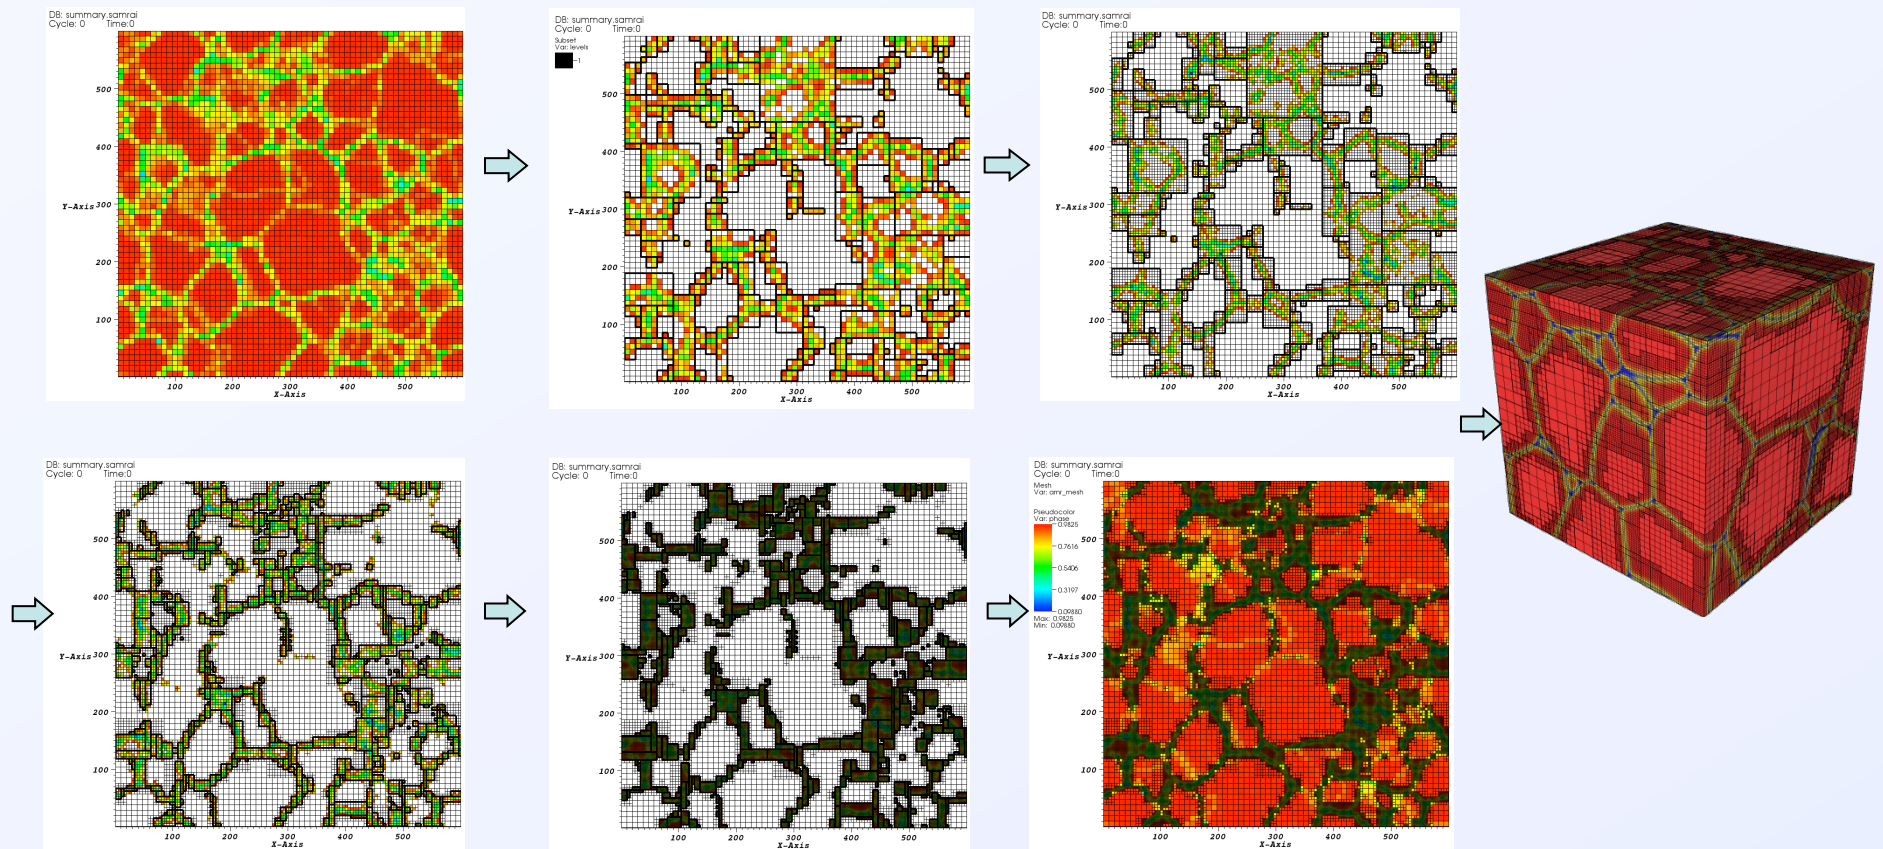 DB: summary.samrai
Cycle: 0 Time:0
500
400
Y-Axis 300
200
100
100 200 300 400 500
X-Axis
DB: summary.samrai
Cycle: 0 Time:0
Subset
Var: levels
-1
500
400
Y-Axis 300
200
100
100 200 300 400 500
X-Axis
DB: summary.samrai
Cycle: 0 Time:0
500
400
Y-Axis 300
200
100
100 200 300 400 500
X-Axis
DB: summary.samrai
Cycle: 0 Time:0
500
400
Y-Axis 300
200
100
100 200 300 400 500
X-Axis
DB: summary.samrai
Cycle: 0 Time:0
500
400
Y-Axis 300
200
100
100 200 300 400 500
X-Axis
DB: summary.samrai
Cycle: 0 Time:0
Mesh
Var: amr_mesh
Pseudocolor
Var: phase
0.9825
0.7616
0.5406
0.3197
0.09880
Max: 0.9825
Min: 0.09880
500
400
Y-Axis 300
200
100
100 200 300 400 500
X-Axis